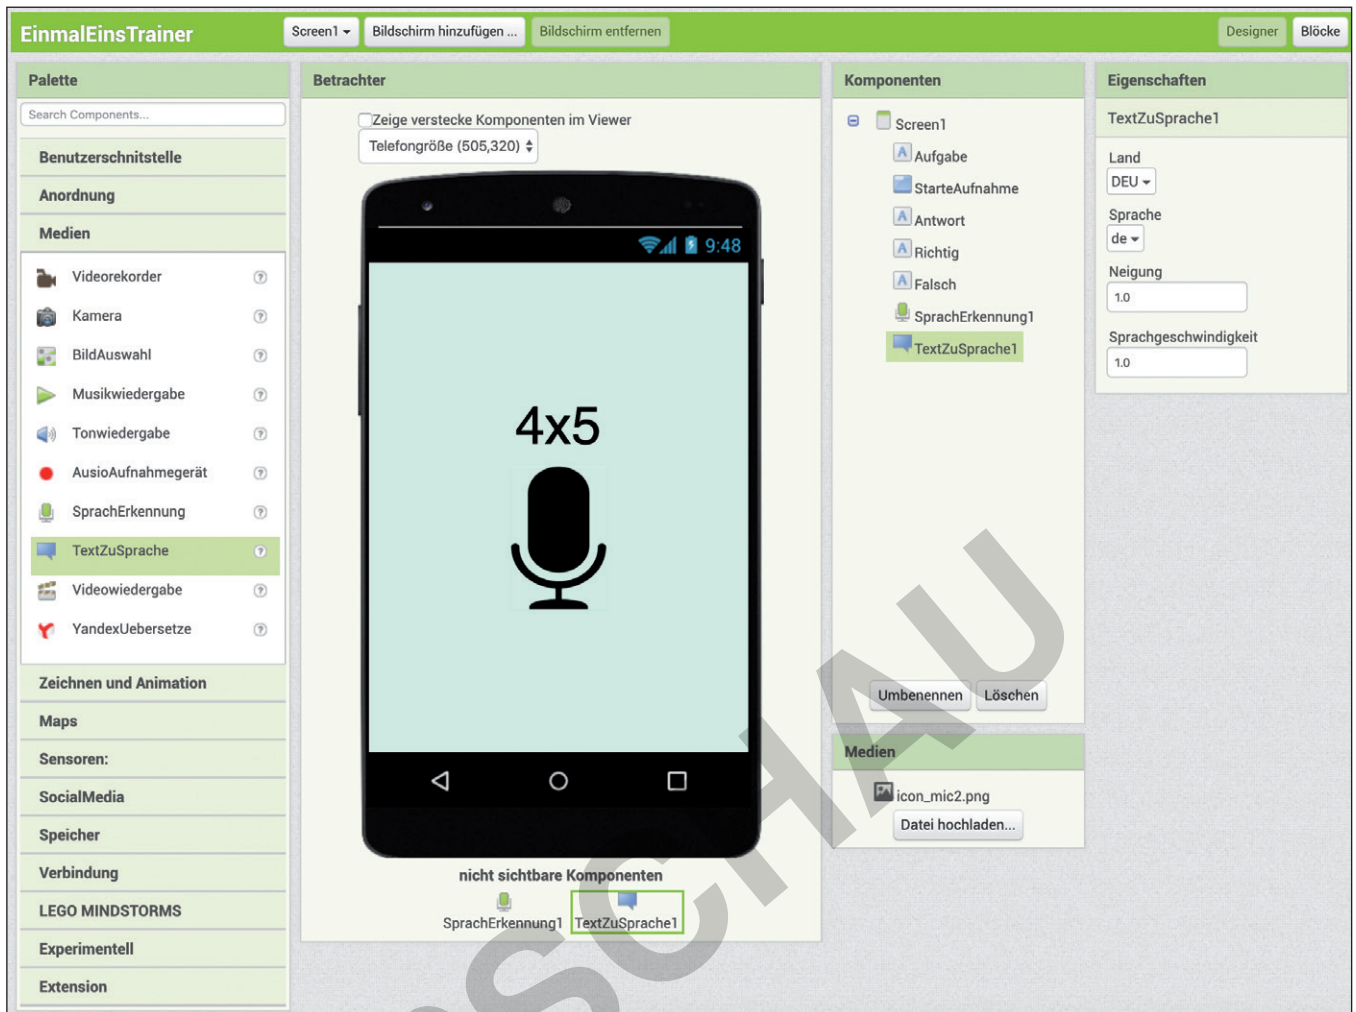 EinmalEinsTrainer
Screen1
Bildschirm hinzufügen ...
Bildschirm entfernen
Designer
Blöcke
Palette
Search Components...
Benutzerschnitstelle
Anordnung
Medien
Videorekorder
Kamera
BildAuswahl
Musikwiedergabe
Tonwiedergabe
AusioAufnahmegerät
SprachErkennung
TextZuSprache
Videowiedergabe
YandexUebersetze
Zeichnen und Animation
Maps
Sensoren:
SocialMedia
Speicher
Verbindung
LEGO MINDSTORMS
Experimentell
Extension
Betrachter
Zeige verstecke Komponenten im Viewer
Telefongröße (505,320)
9:48
4x5
nicht sichtbare Komponenten
SprachErkennung1
TextZuSprache1
Komponenten
Screen1
Aufgabe
StarteAufnahme
Antwort
Richtig
Falsch
SprachErkennung1
TextZuSprache1
Umbenennen
Löschen
Medien
icon_mic2.png
Datei hochladen...
Eigenschaften
TextZuSprache1
Land
DEU
Sprache
de
Neigung
1.0
Sprachgeschwindigkeit
1.0
SCHAU